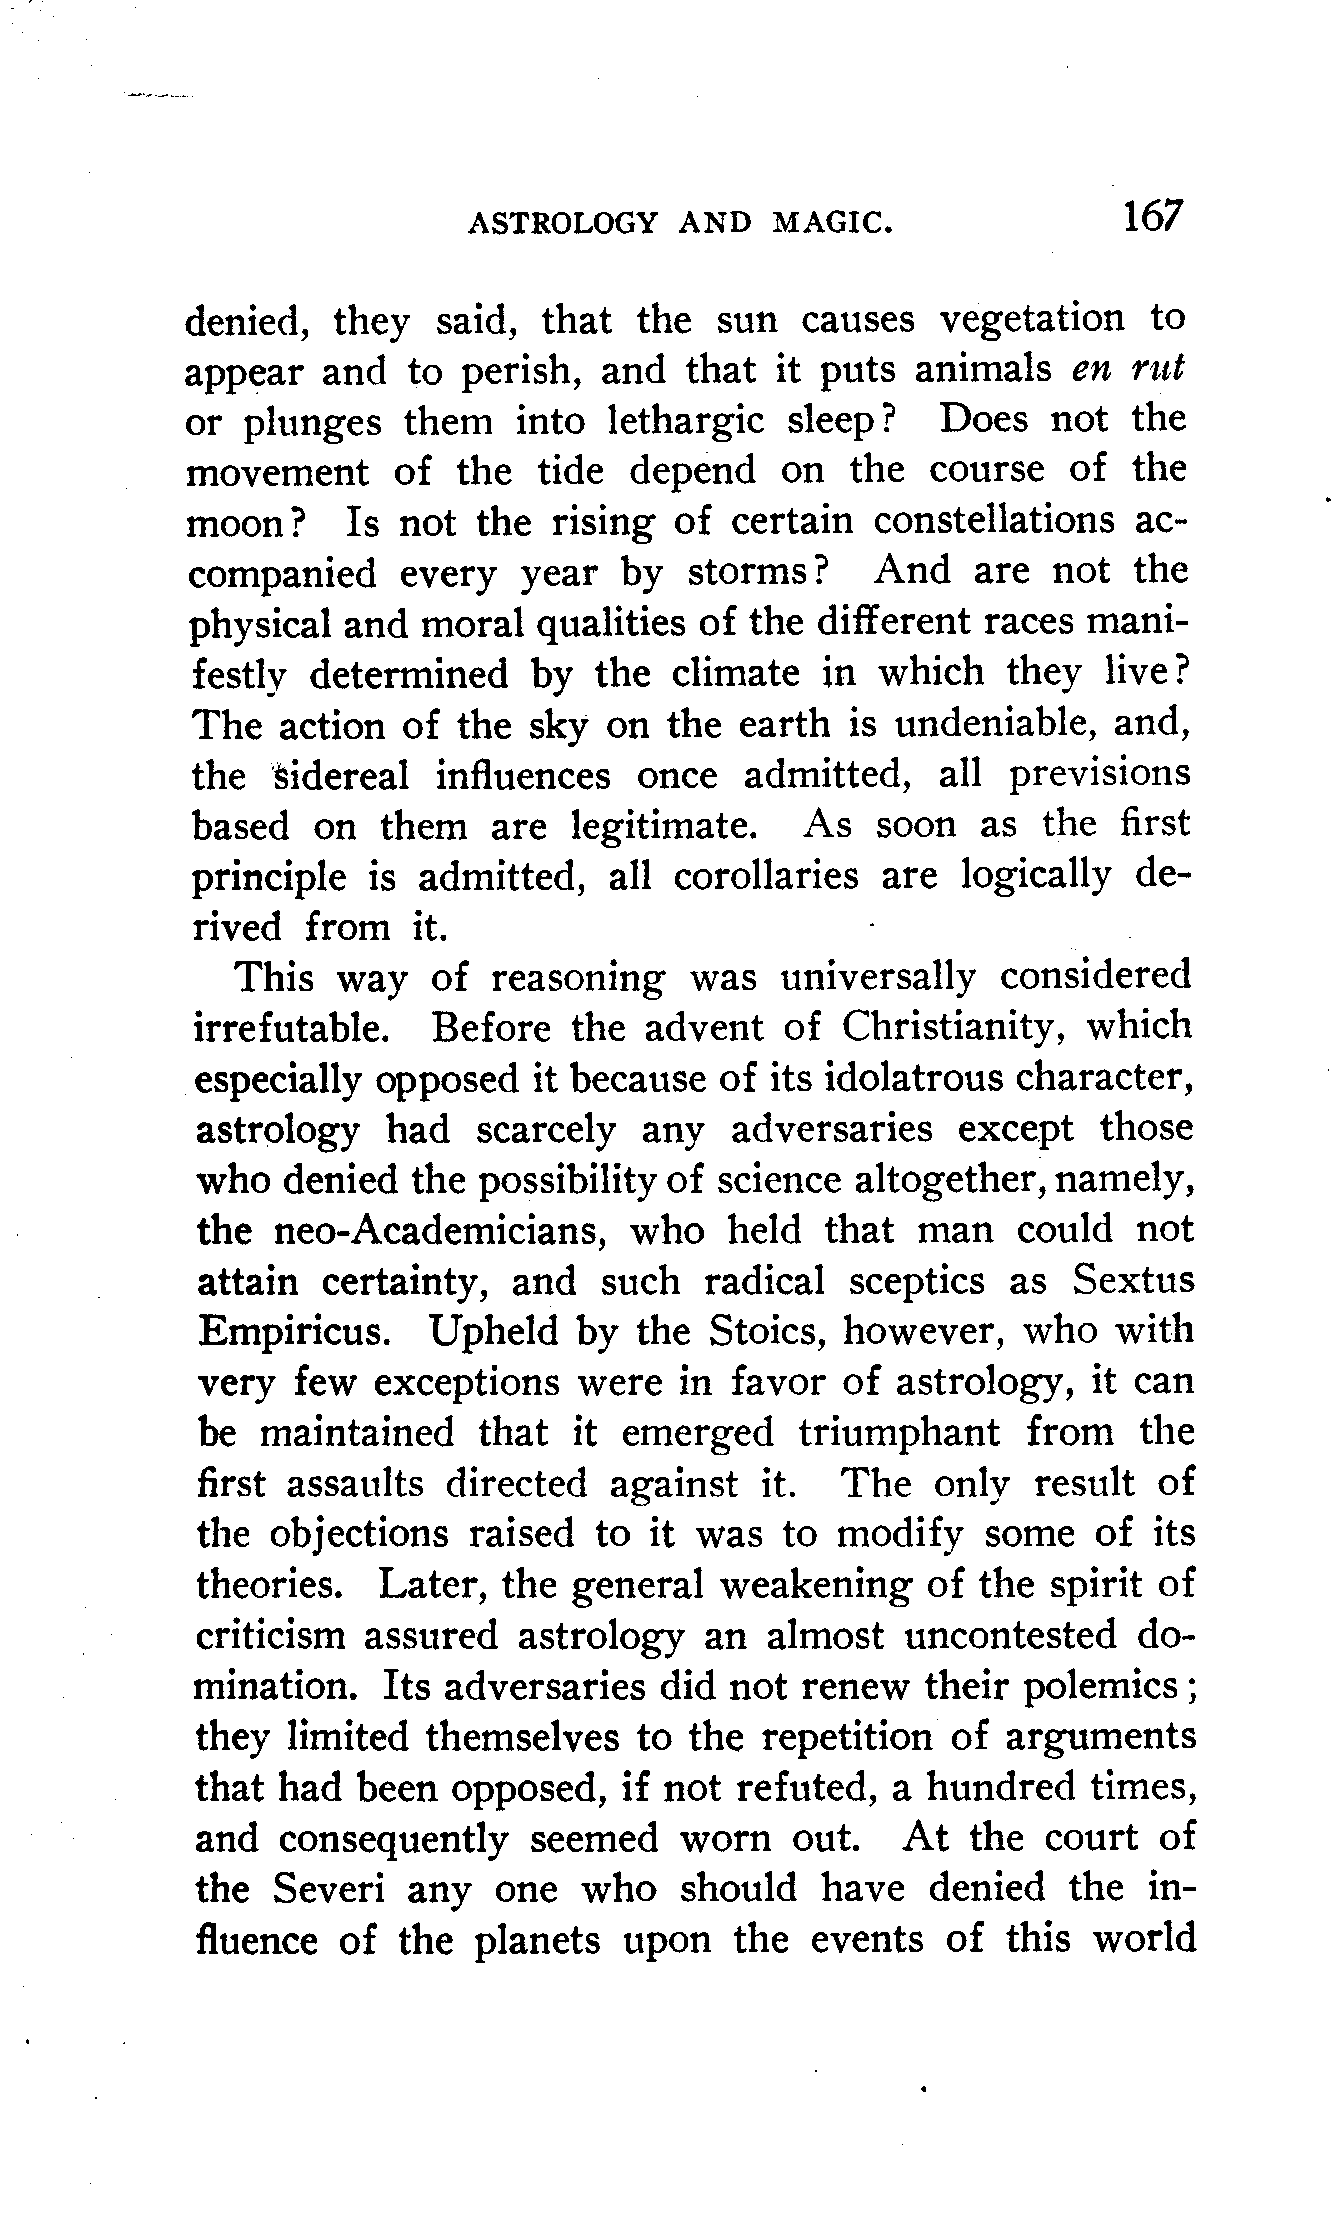 ASTROLOGY AND MAGIC. 167
denied, they said, that the sun causes vegetation to
appear and to perish, and that it puts animals en rut
or plunges them into lethargic sleep? Does not the
movement of the tide depend on the course of the
moon? Is not the rising of certain constellations ac-
companied every year by storms? And are not the
physical and moral qualities of the different races mani-
festly determined by the climate in which they live?
The action of the sky on the earth is undeniable, and,
the sidereal influences once admitted, all previsions
based on them are legitimate. As soon as the first
principle is admitted, all corollaries are logically de-
rived from it.
This way of reasoning was universally considered
irrefutable. Before the advent of Christianity, which
especially opposed it because of its idolatrous character,
astrology had scarcely any adversaries except those
who denied the possibility of science altogether, namely,
the neo-Academicians, who held that man could not
attain certainty, and such radical sceptics as Sextus
Empiricus. Upheld by the Stoics, however, who with
very few exceptions were in favor of astrology, it can
be maintained that it emerged triumphant from the
first assaults directed against it. The only result of
the objections raised to it was to modify some of its
theories. Later, the general weakening of the spirit of
criticism assured astrology an almost uncontested do-
mination. Its adversaries did not renew their polemics;
they limited themselves to the repetition of arguments
that had been opposed, if not refuted, a hundred times,
and consequently seemed worn out. At the court of
the Severi any one who should have denied the in-
fluence of the planets upon the events of this world